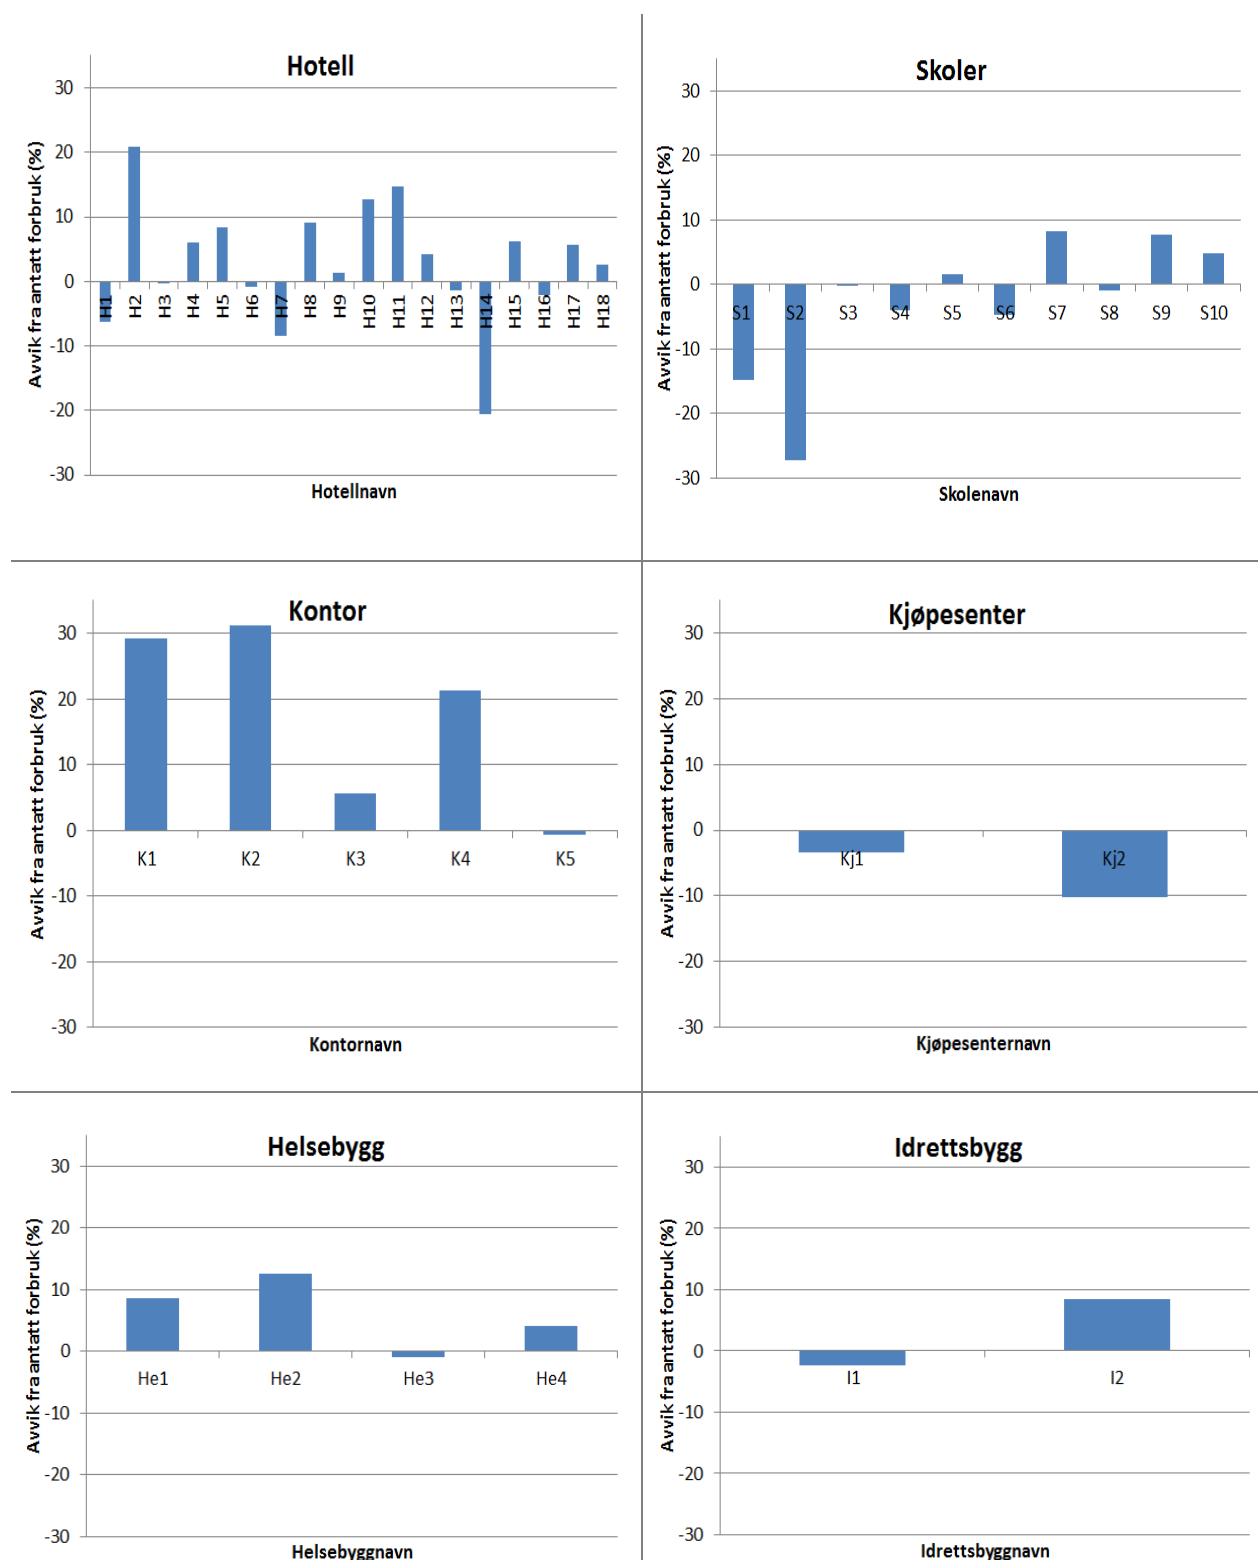 Hotell
Avvik fra antatt forbruk (%)
30
20
10
0
-10
-20
-30
H1 H2 H3 H4 H5 H6 H7 H8 H9 H10 H11 H12 H13 H14 H15 H16 H17 H18
Hotellnavn
Skoler
Avvik fra antatt forbruk (%)
30
20
10
0
-10
-20
-30
S1 S2 S3 S4 S5 S6 S7 S8 S9 S10
Skolenavn
Kontor
Avvik fra antatt forbruk (%)
30
20
10
0
-10
-20
-30
K1 K2 K3 K4 K5
Kontornavn
Kjøpesenter
Avvik fra antatt forbruk (%)
30
20
10
0
-10
-20
-30
Kj1 Kj2
Kjøpesenternavn
Helsebygg
Avvik fra antatt forbruk (%)
30
20
10
0
-10
-20
-30
He1 He2 He3 He4
Helsebyggnavn
Idrettsbygg
Avvik fra antatt forbruk (%)
30
20
10
0
-10
-20
-30
I1 I2
Idrettsbyggnavn